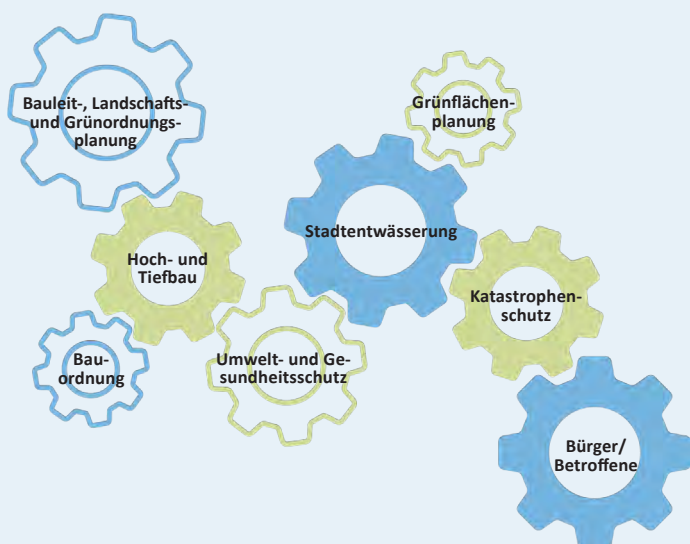 Bauleit-, Landschafts-
und Grünordnungs-
planung
Grünflächen-
planung
Stadtentwässerung
Hoch- und
Tiefbau
Katastrophen-
schutz
Bau-
ordnung
Umwelt- und Ge-
sundheitsschutz
Bürger/
Betroffene